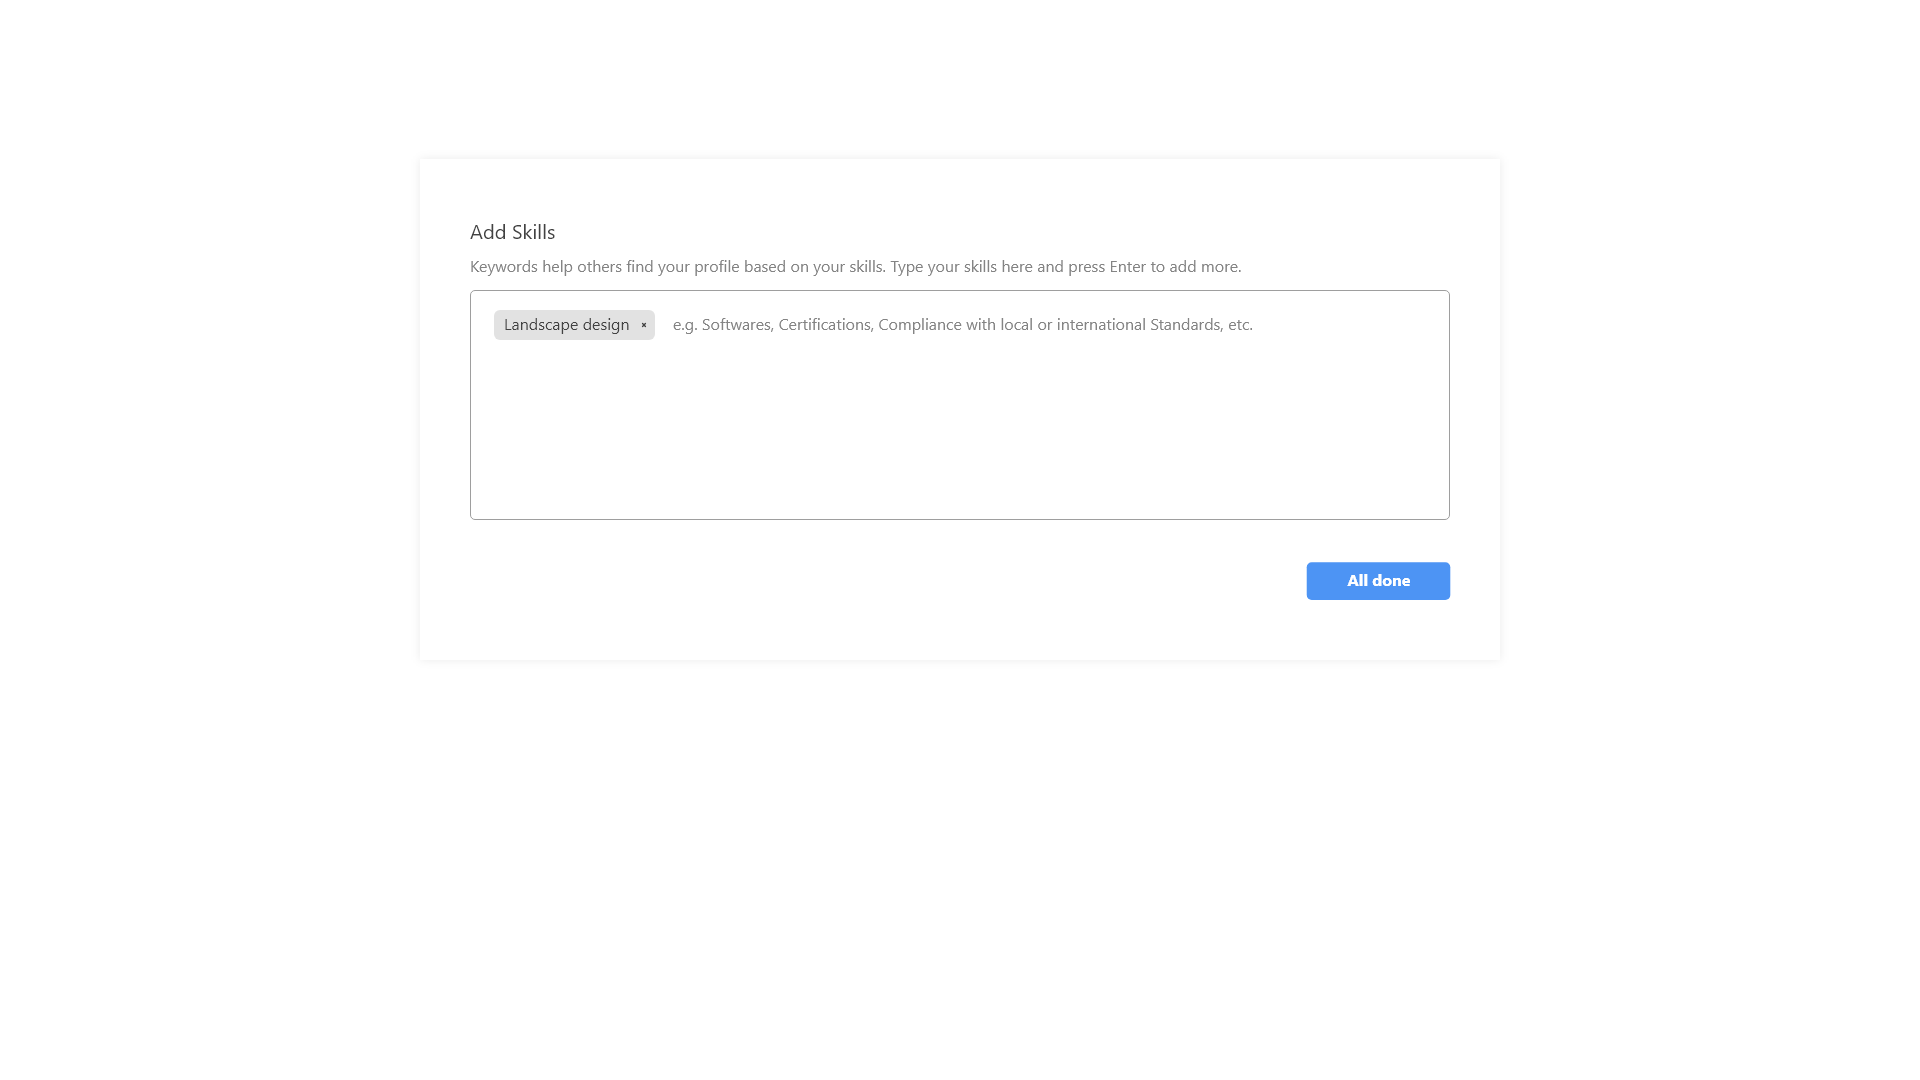 Add Skills
Keywords help others find your profile based on your skills. Type your skills here and press Enter to add more.
Landscape design × e.g. Softwares, Certifications, Compliance with local or international Standards, etc.
All done